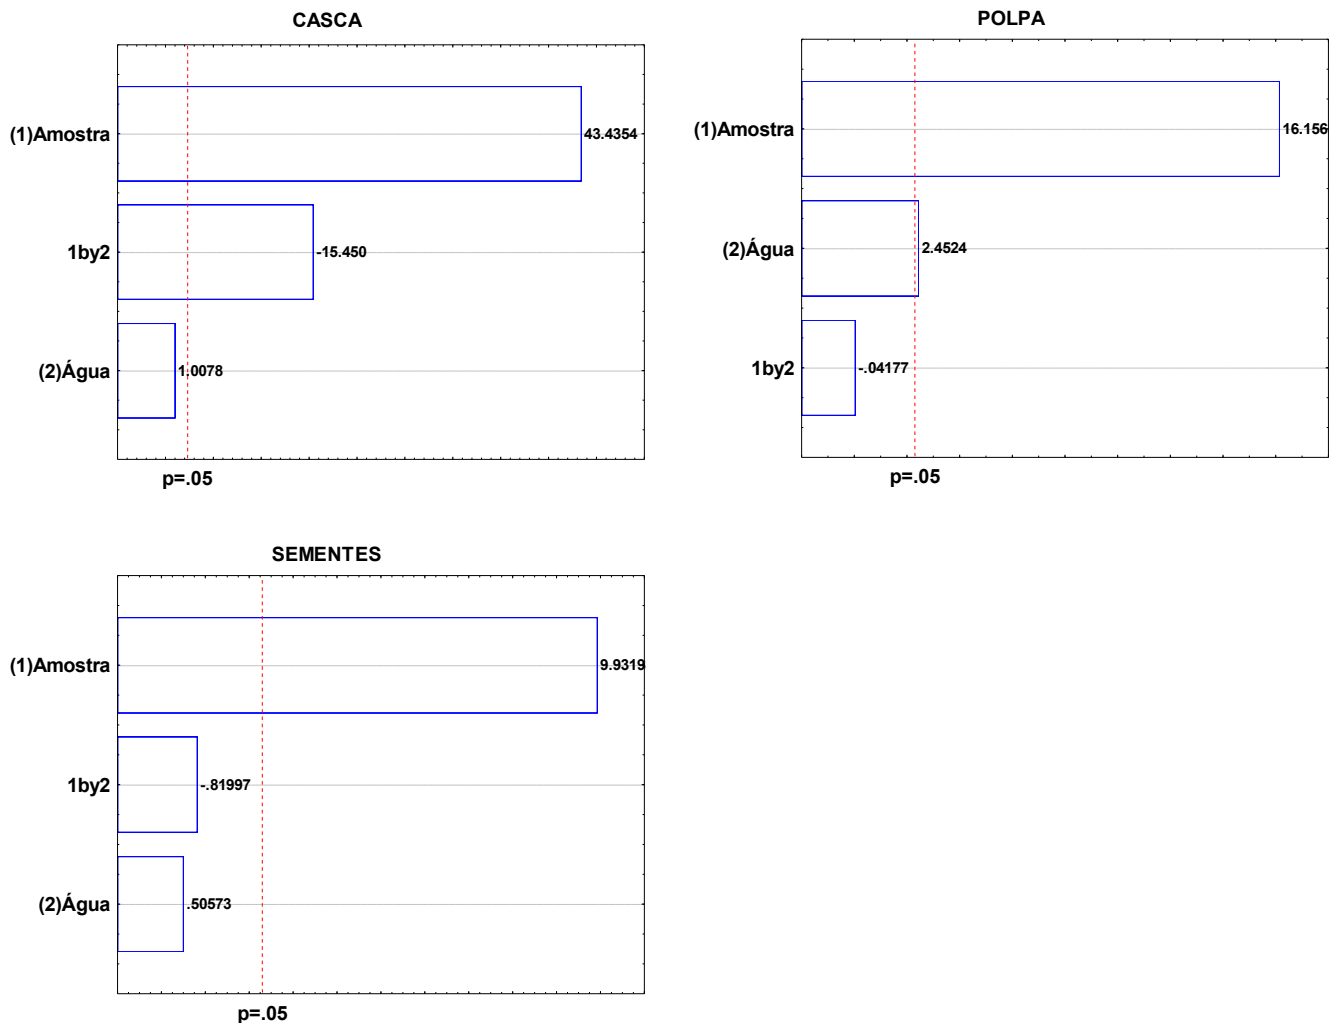 CASCA
(1)Amostra
43.4354
1by2
-15.450
(2)Água
1.0078
p=.05
POLPA
(1)Amostra
16.156
(2)Água
2.4524
1by2
-.04177
p=.05
SEMENTES
(1)Amostra
9.9319
1by2
-.81997
(2)Água
.50573
p=.05